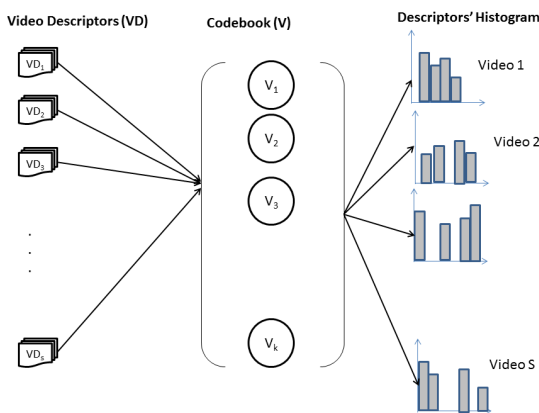 Video Descriptors (VD)
Codebook (V)
Descriptors' Histogram
VD1
VD2
VD3
VDs
V1
V2
V3
Vk
Video 1
Video 2
Video S